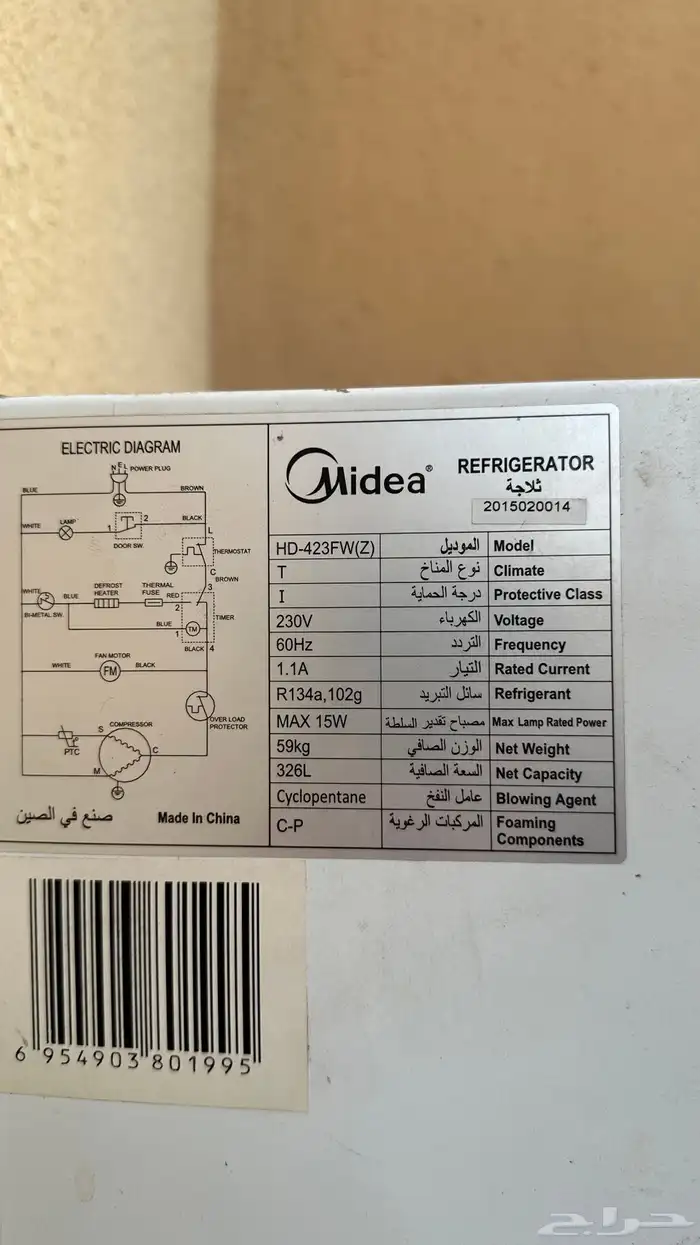 ELECTRIC DIAGRAM
N E L POWER PLUG
BLUE
BROWN
WHITE
LAMP
1
2
BLACK
DOOR SW.
L
THERMOSTAT
C
BROWN
WHITE
BLUE
DEFROST HEATER
THERMAL FUSE
RED
3
2
BI-METAL SW.
BLUE
1
TM
TIMER
BLACK 4
FAN MOTOR
WHITE
FM
BLACK
OVER LOAD PROTECTOR
COMPRESSOR
S
PTC
C
M
صنع في الصين
Made In China
Midea®
REFRIGERATOR
ثلاجة
2015020014
HD-423FW(Z) الموديل Model
T نوع المناخ Climate
I درجة الحماية Protective Class
230V الكهرباء Voltage
60Hz التردد Frequency
1.1A التيار Rated Current
R134a,102g سائل التبريد Refrigerant
MAX 15W مصباح تقدير السلطة Max Lamp Rated Power
59kg الوزن الصافي Net Weight
326L السعة الصافية Net Capacity
Cyclopentane عامل النفخ Blowing Agent
C-P المركبات الرغوية Foaming Components
6 954903 801995
حراج